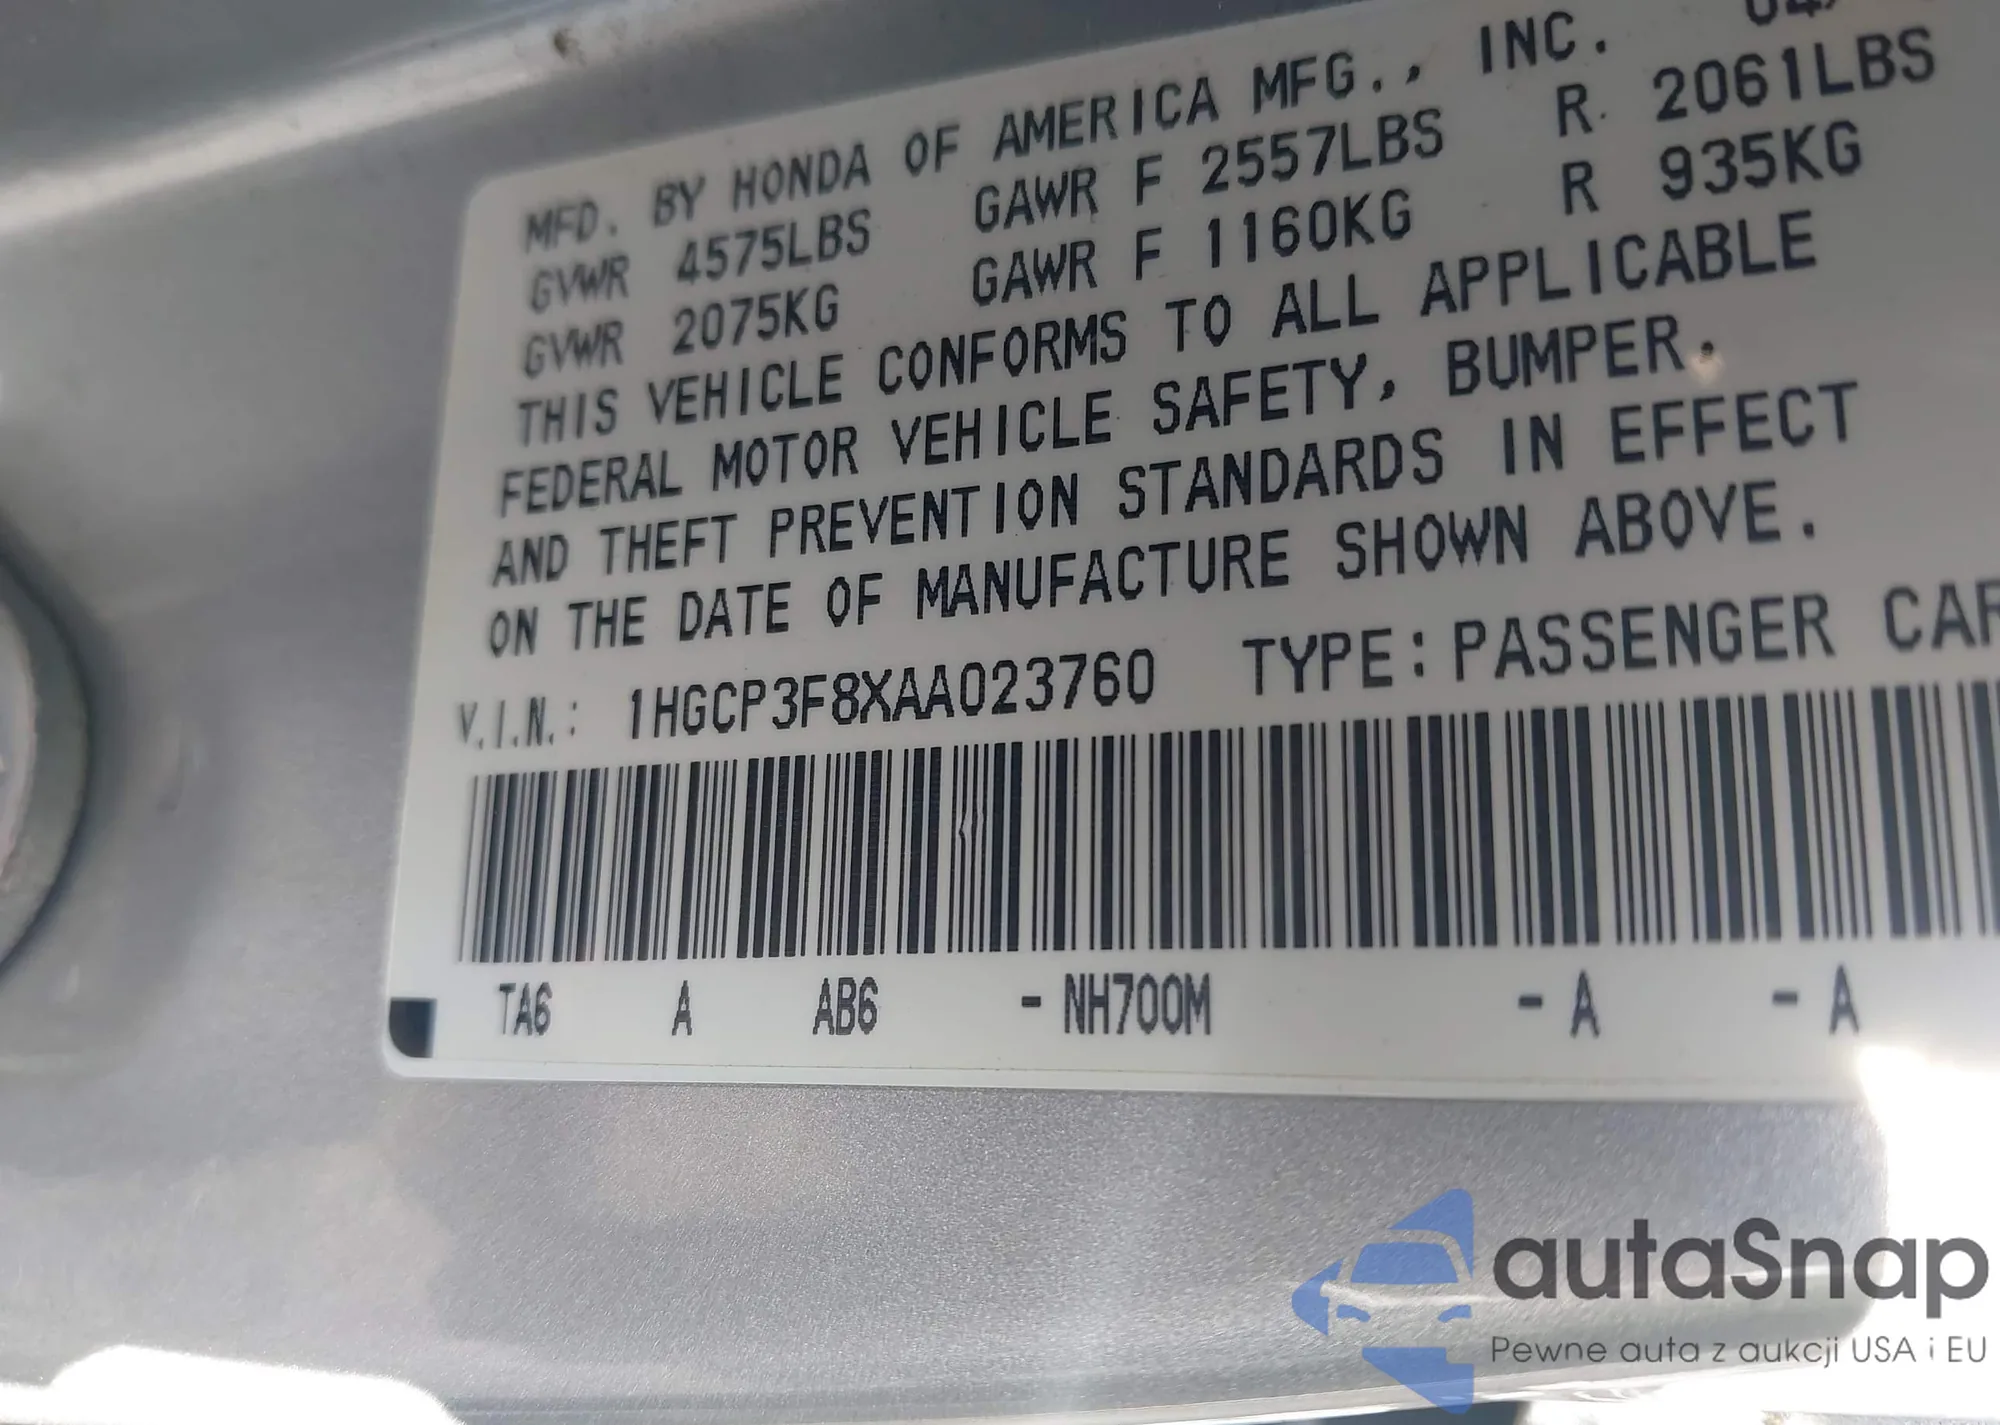 MFD. BY HONDA OF AMERICA MFG., INC. 04/
GVWR 4575LBS GAWR F 2557LBS R 2061LBS
GVWR 2075KG GAWR F 1160KG R 935KG
THIS VEHICLE CONFORMS TO ALL APPLICABLE
FEDERAL MOTOR VEHICLE SAFETY, BUMPER,
AND THEFT PREVENTION STANDARDS IN EFFECT
ON THE DATE OF MANUFACTURE SHOWN ABOVE.
V.I.N.: 1HGCP3F8XAA023760 TYPE:PASSENGER CAR
TA6 A AB6 - NH700M - A - A
autaSnap
Pewne auta z aukcji USA i EU